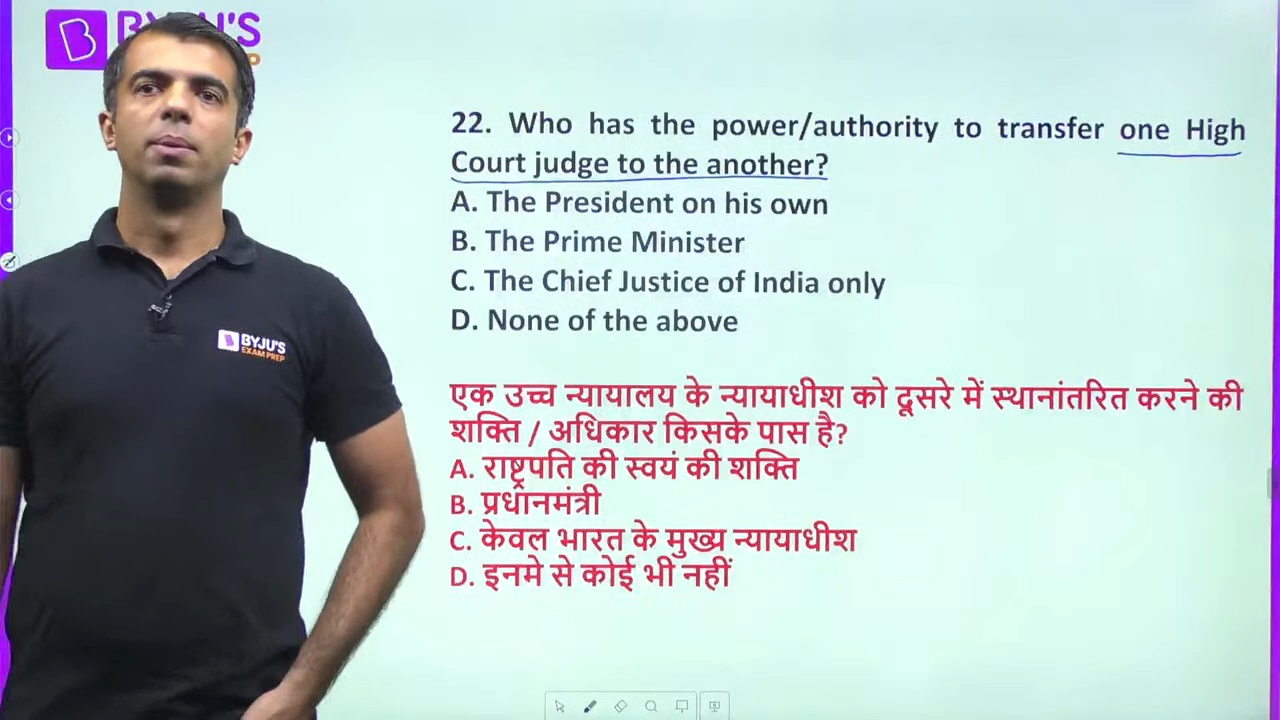 BYJU'S
P
22. Who has the power/authority to transfer one High
Court judge to the another?
A. The President on his own
B. The Prime Minister
C. The Chief Justice of India only
D. None of the above
एक उच्च न्यायालय के न्यायाधीश को दूसरे में स्थानांतरित करने की
शक्ति / अधिकार किसके पास है?
A. राष्ट्रपति की स्वयं की शक्ति
B. प्रधानमंत्री
C. केवल भारत के मुख्य न्यायाधीश
D. इनमे से कोई भी नहीं
BYJU'S
EXAM PREP